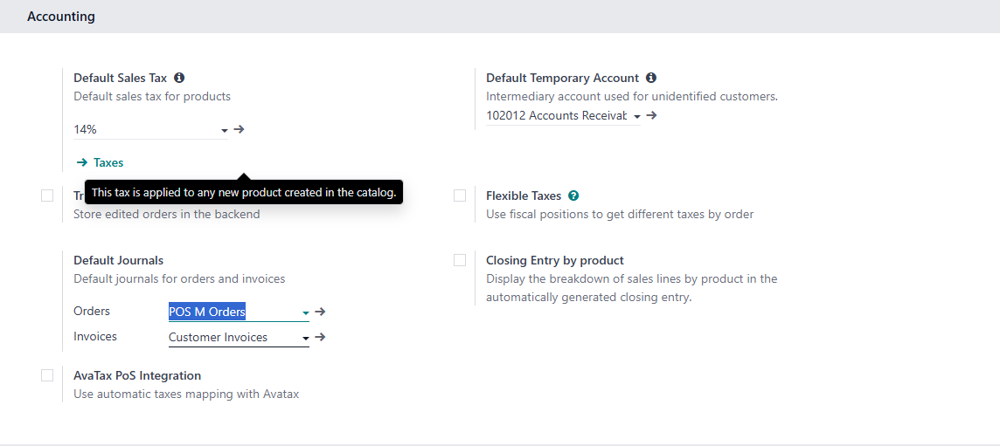 Accounting
Default Sales Tax
Default sales tax for products
14%
Taxes
This tax is applied to any new product created in the catalog.
Store edited orders in the backend
Default Temporary Account
Intermediary account used for unidentified customers.
102012 Accounts Receivab
Flexible Taxes
Use fiscal positions to get different taxes by order
Default Journals
Default journals for orders and invoices
Orders POS M Orders
Invoices Customer Invoices
Closing Entry by product
Display the breakdown of sales lines by product in the
automatically generated closing entry.
AvaTax PoS Integration
Use automatic taxes mapping with Avatax